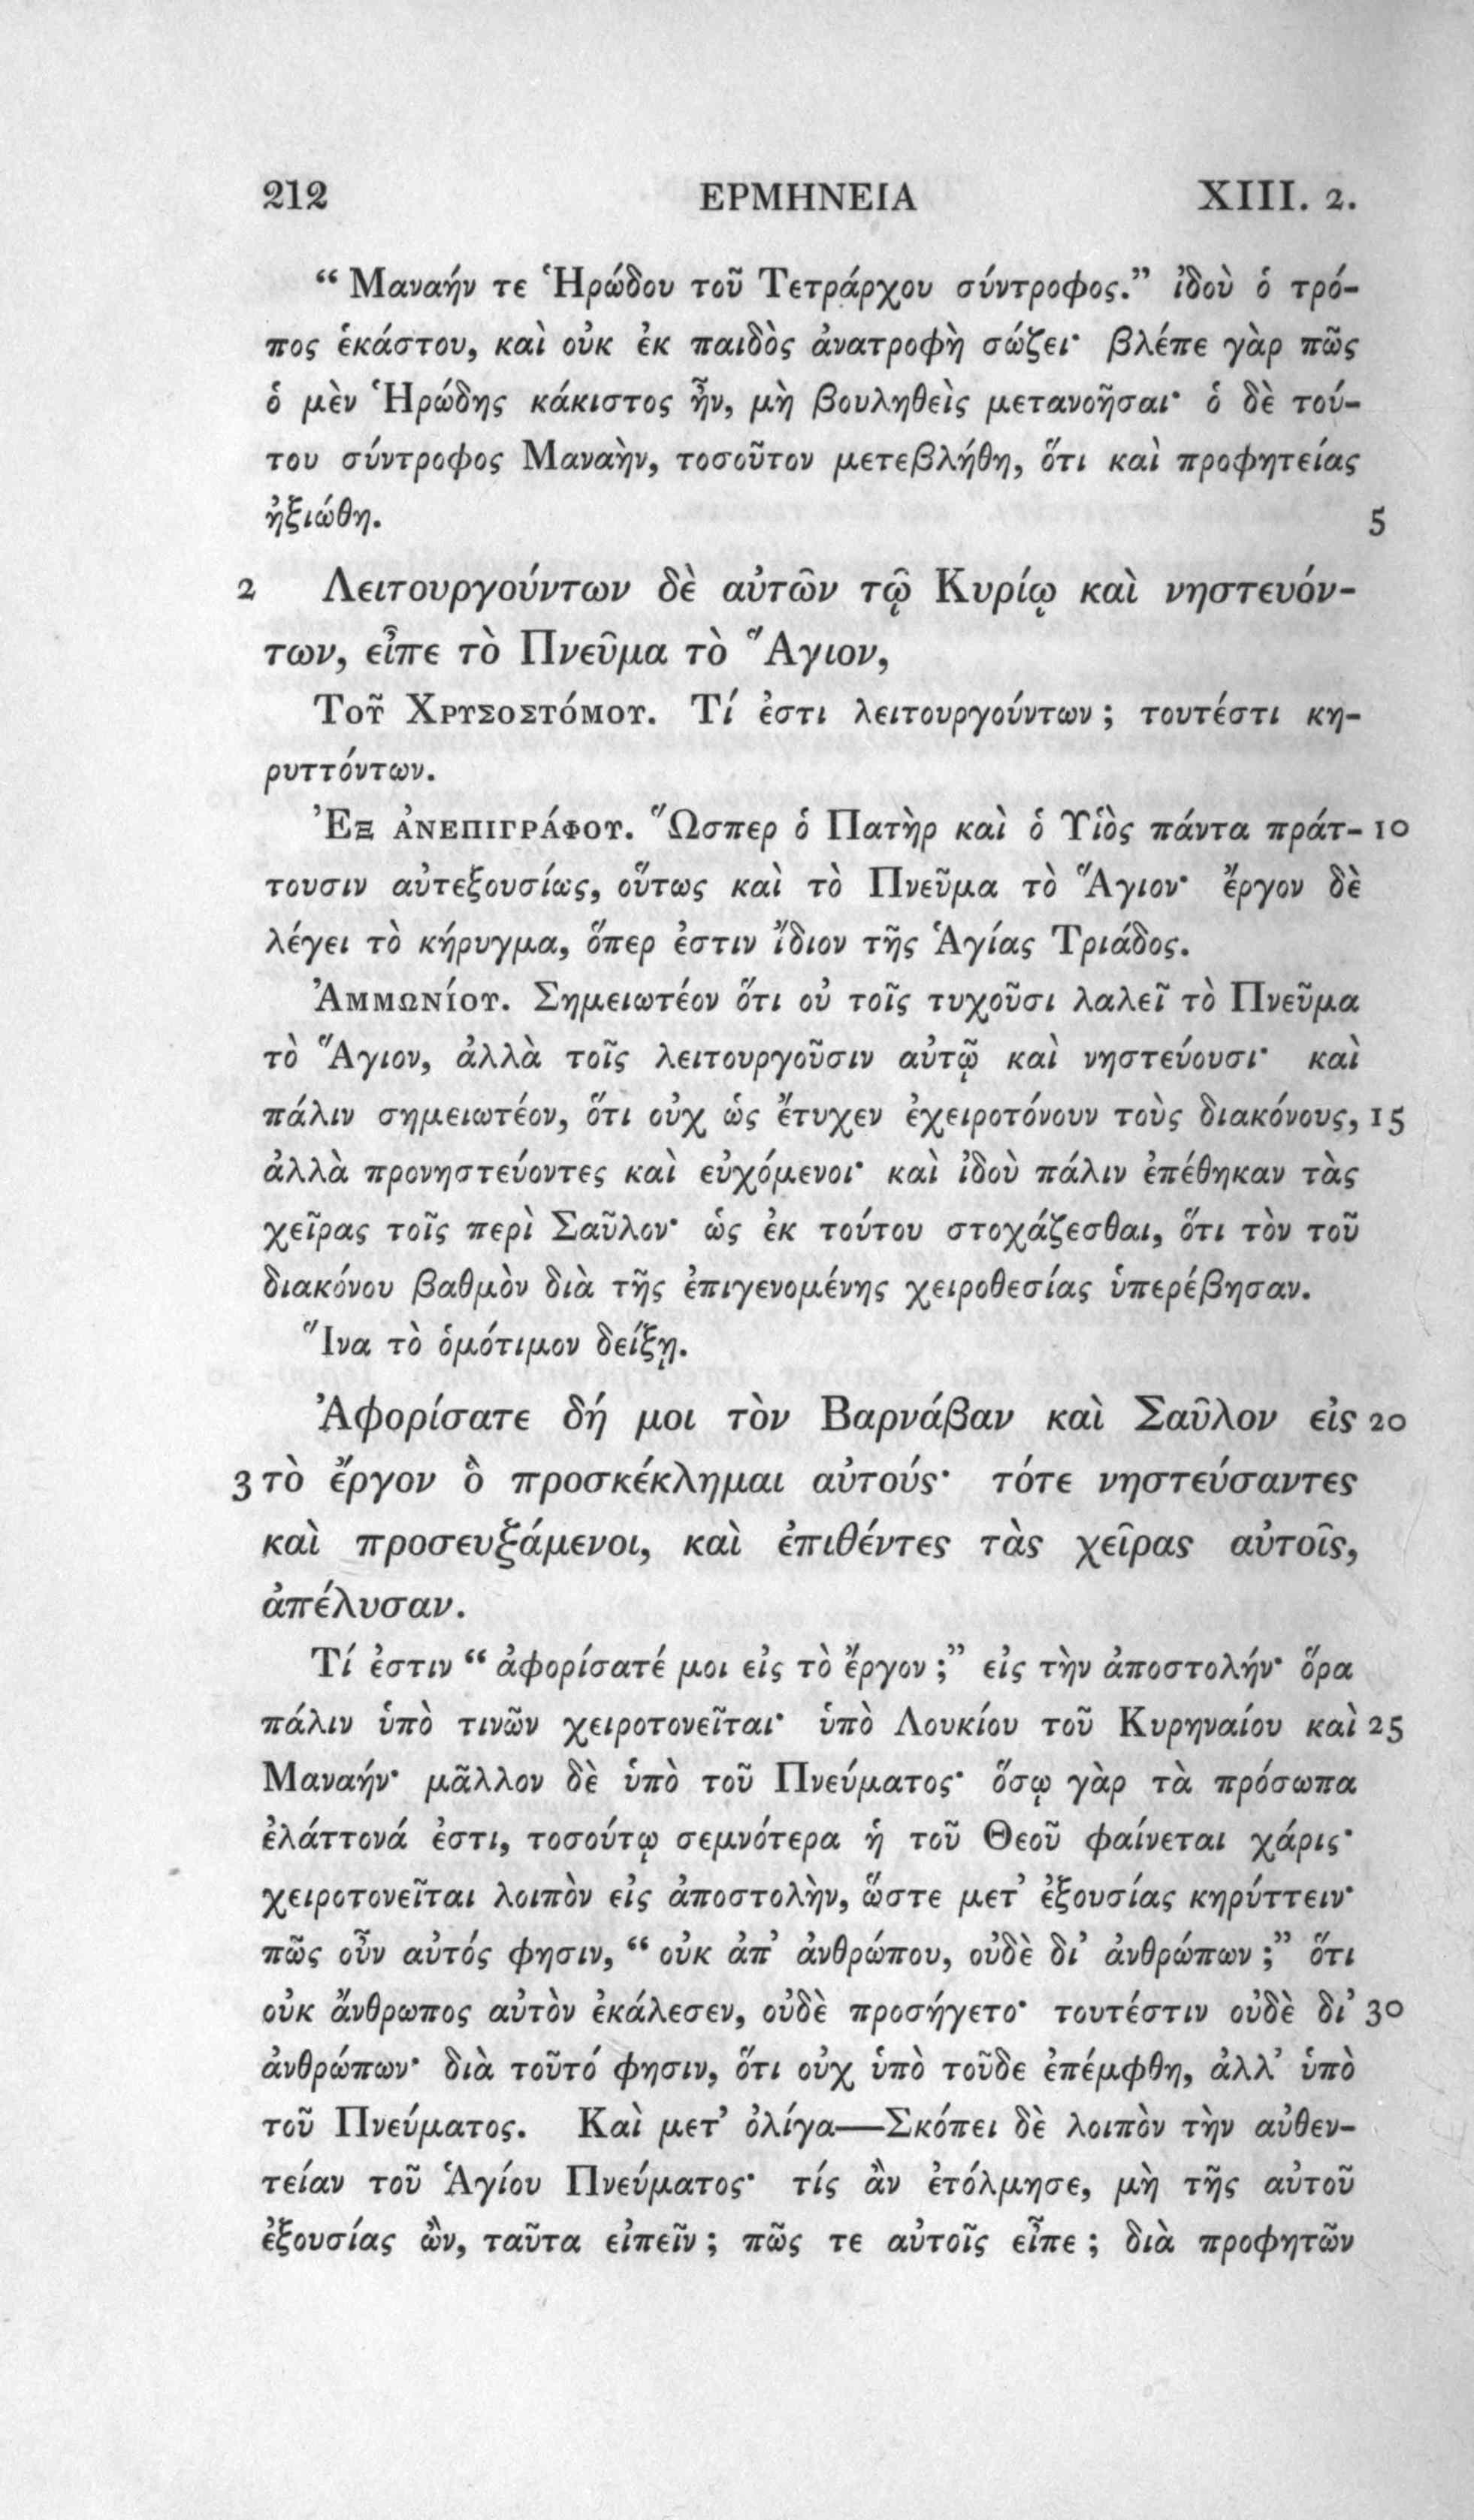 212 ΕΡΜΗΝΕΙΑ XIII. 2.
“ Μαναήν τε Ἡρώδου τοῦ Τετράρχου σύντροφος.” ἰδοὺ ὁ τρό-
πος ἑκάστου, καὶ οὐκ ἐκ παιδὸς ἀνατροφὴ σώζει· βλέπε γὰρ πῶς
ὁ μὲν Ἡρώδης κάκιστος ἦν, μὴ βουληθεὶς μετανοῆσαι· ὁ δὲ τού-
του σύντροφος Μαναὴν, τοσοῦτον μετεβλήθη, ὅτι καὶ προφητείας
ἠξιώθη. 5
2 Λειτουργούντων δὲ αὐτῶν τῷ Κυρίῳ καὶ νηστευόν-
των, εἶπε τὸ Πνεῦμα τὸ Ἅγιον,
Τοῦ Χρυσοστόμου. Τί ἐστι λειτουργούντων ; τουτέστι κη-
ρυττόντων.
Ἐξ ἀνεπιγράφου. Ὥσπερ ὁ Πατὴρ καὶ ὁ Υἱὸς πάντα πράτ- 10
τουσιν αὐτεξουσίως, οὕτως καὶ τὸ Πνεῦμα τὸ Ἅγιον· ἔργον δὲ
λέγει τὸ κήρυγμα, ὅπερ ἐστιν ἴδιον τῆς Ἁγίας Τριάδος.
Ἀμμωνίου. Σημειωτέον ὅτι οὐ τοῖς τυχοῦσι λαλεῖ τὸ Πνεῦμα
τὸ Ἅγιον, ἀλλὰ τοῖς λειτουργοῦσιν αὐτῷ καὶ νηστεύουσι· καὶ
πάλιν σημειωτέον, ὅτι οὐχ ὡς ἔτυχεν ἐχειροτόνουν τοὺς διακόνους, 15
ἀλλὰ προνηστεύοντες καὶ εὐχόμενοι· καὶ ἰδοὺ πάλιν ἐπέθηκαν τὰς
χεῖρας τοῖς περὶ Σαῦλον· ὡς ἐκ τούτου στοχάζεσθαι, ὅτι τὸν τοῦ
διακόνου βαθμὸν διὰ τῆς ἐπιγενομένης χειροθεσίας ὑπερέβησαν.
Ἵνα τὸ ὁμότιμον δείξῃ.
Ἀφορίσατε δή μοι τὸν Βαρνάβαν καὶ Σαῦλον εἰς 20
3 τὸ ἔργον ὃ προσκέκλημαι αὐτούς· τότε νηστεύσαντες
καὶ προσευξάμενοι, καὶ ἐπιθέντες τὰς χεῖρας αὐτοῖς,
ἀπέλυσαν.
Τί ἐστιν “ ἀφορίσατέ μοι εἰς τὸ ἔργον ;” εἰς τὴν ἀποστολήν· ὅρα
πάλιν ὑπὸ τινῶν χειροτονεῖται· ὑπὸ Λουκίου τοῦ Κυρηναίου καὶ 25
Μαναήν· μᾶλλον δὲ ὑπὸ τοῦ Πνεύματος· ὅσῳ γὰρ τὰ πρόσωπα
ἐλάττονά ἐστι, τοσούτῳ σεμνότερα ἡ τοῦ Θεοῦ φαίνεται χάρις·
χειροτονεῖται λοιπὸν εἰς ἀποστολὴν, ὥστε μετ’ ἐξουσίας κηρύττειν·
πῶς οὖν αὐτός φησιν, “ οὐκ ἀπ’ ἀνθρώπου, οὐδὲ δι’ ἀνθρώπων ;” ὅτι
οὐκ ἄνθρωπος αὐτὸν ἐκάλεσεν, οὐδὲ προσήγετο· τουτέστιν οὐδὲ δι’ 30
ἀνθρώπων· διὰ τοῦτό φησιν, ὅτι οὐχ ὑπὸ τοῦδε ἐπέμφθη, ἀλλ’ ὑπὸ
τοῦ Πνεύματος. Καὶ μετ’ ὀλίγα—Σκόπει δὲ λοιπὸν τὴν αὐθεν-
τείαν τοῦ Ἁγίου Πνεύματος· τίς ἂν ἐτόλμησε, μὴ τῆς αὐτοῦ
ἐξουσίας ὢν, ταῦτα εἰπεῖν ; πῶς τε αὐτοῖς εἶπε ; διὰ προφητῶν